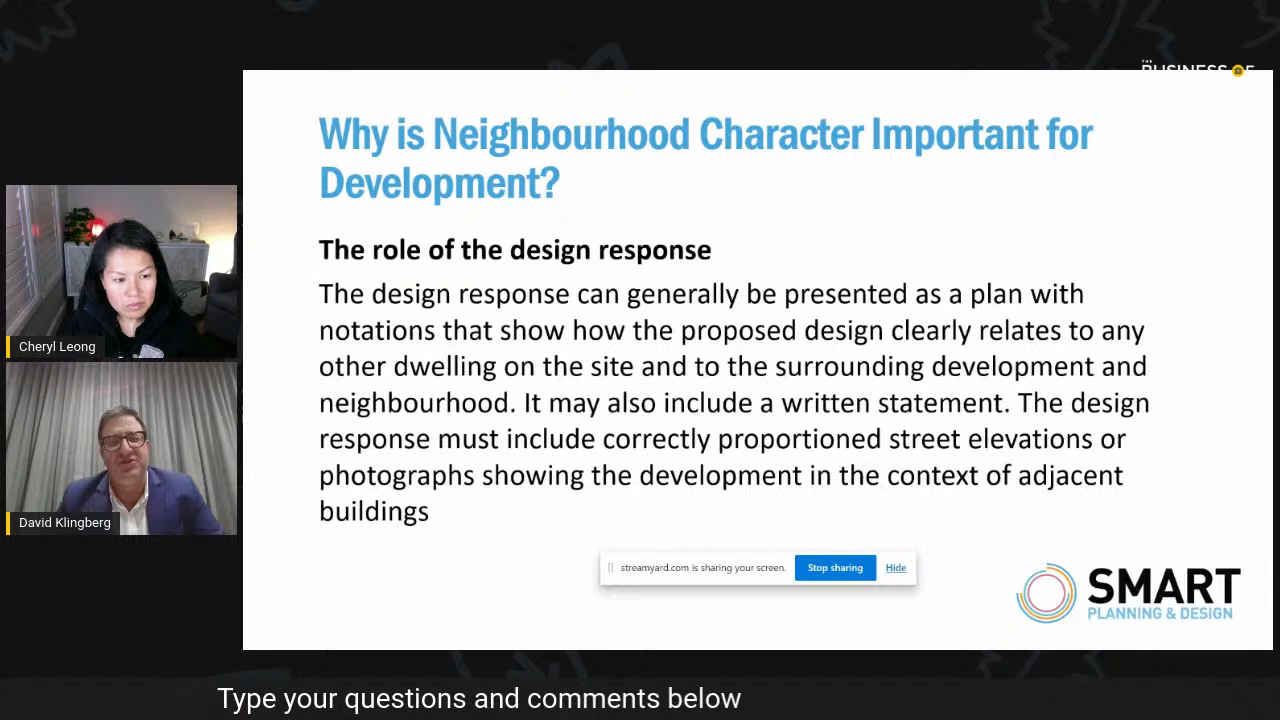 THE
BUSINESS OF
Why is Neighbourhood Character Important for
Development?
The role of the design response
The design response can generally be presented as a plan with
notations that show how the proposed design clearly relates to any
other dwelling on the site and to the surrounding development and
neighbourhood. It may also include a written statement. The design
response must include correctly proportioned street elevations or
photographs showing the development in the context of adjacent
buildings
Cheryl Leong
David Klingberg
streamyard.com is sharing your screen.
Stop sharing
Hide
SMART
PLANNING & DESIGN
Type your questions and comments below